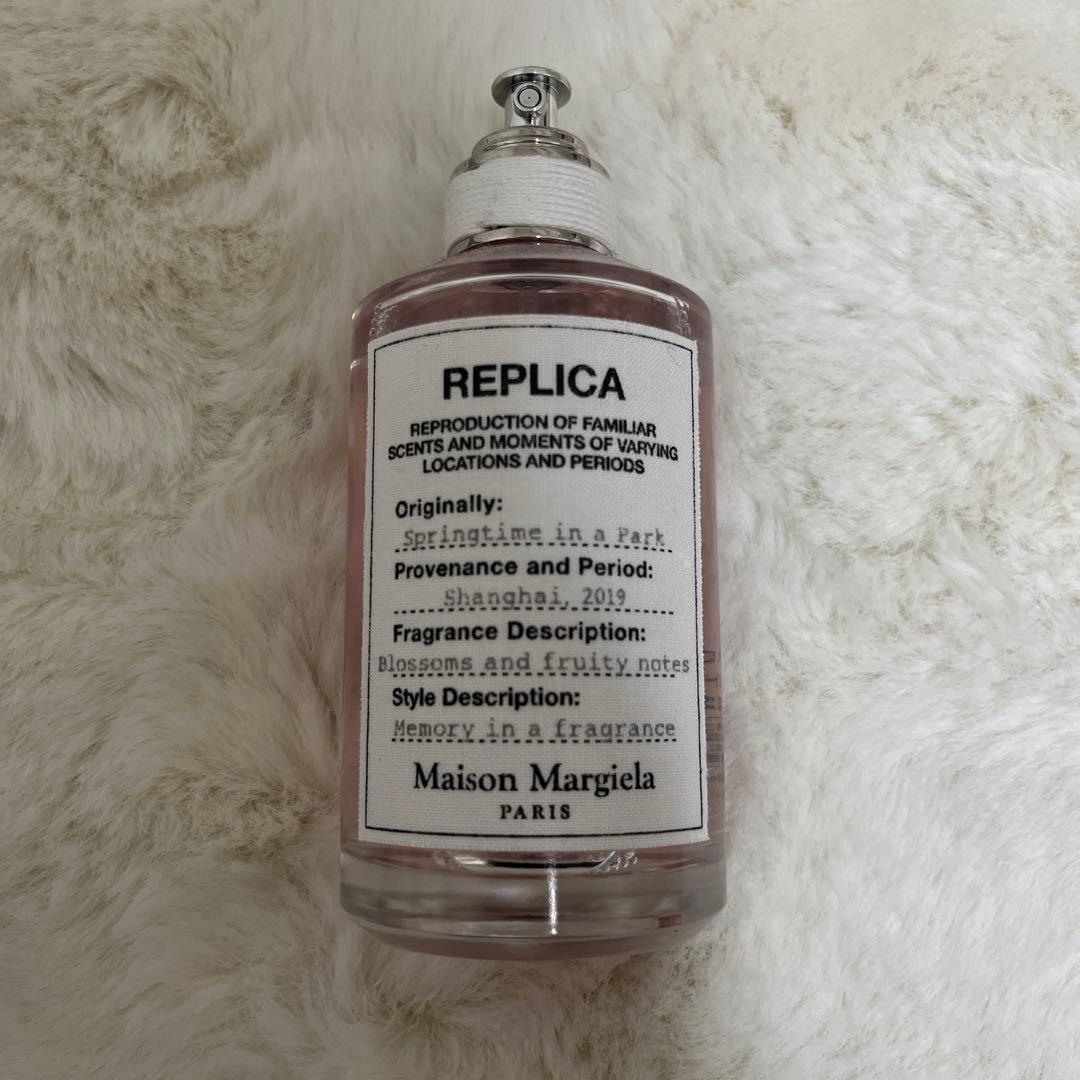 REPLICA
REPRODUCTION OF FAMILIAR
SCENTS AND MOMENTS OF VARYING
LOCATIONS AND PERIODS
Originally:
Springtime in a Park
Provenance and Period:
Shanghai, 2019
Fragrance Description:
Blossoms and fruity notes
Style Description:
Memory in a fragrance
Maison Margiela
PARIS